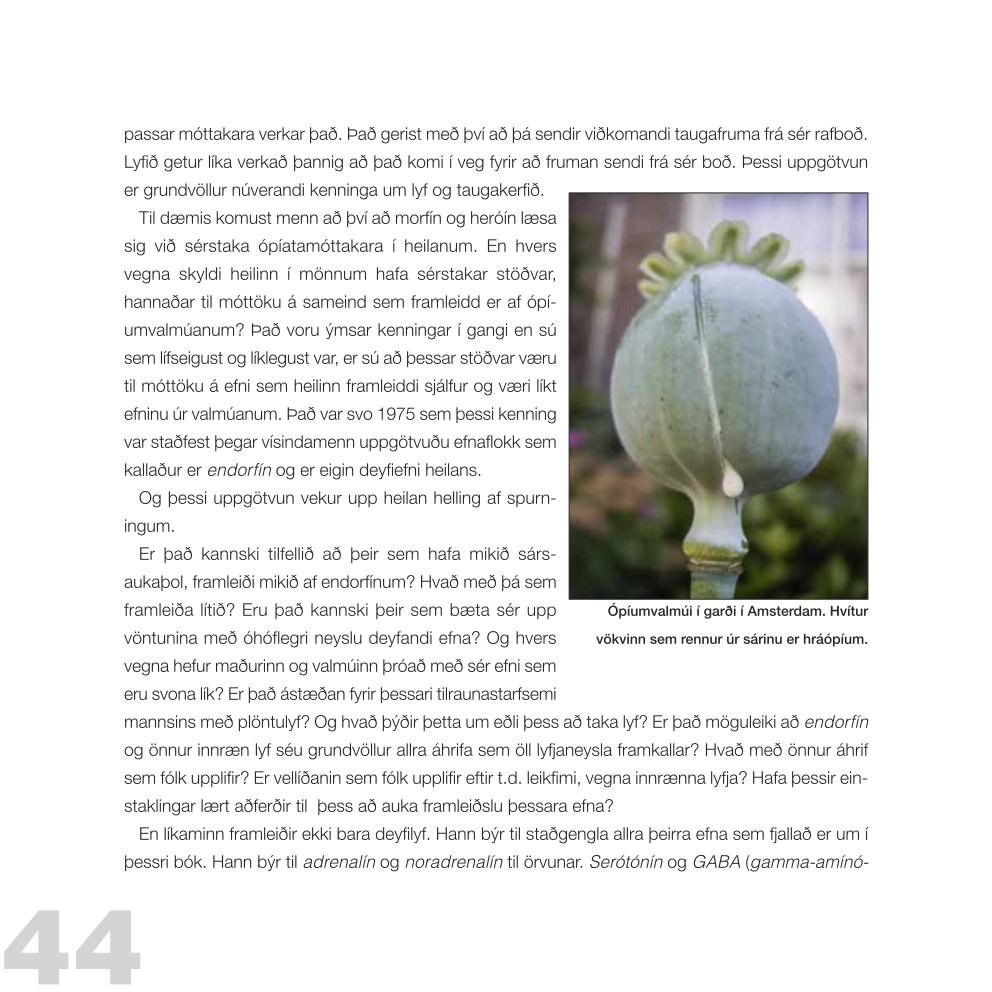 passar móttakara verkar það. Það gerist með því að þá sendir viðkomandi taugafruma frá sér rafboð.
Lyfið getur líka verkað þannig að það komi í veg fyrir að fruman sendi frá sér boð. Þessi uppgötvun
er grundvöllur núverandi kenninga um lyf og taugakerfið.
Til dæmis komust menn að því að morfín og heróín læsa
sig við sérstaka ópíatamóttakara í heilanum. En hvers
vegna skyldi heilinn í mönnum hafa sérstakar stöðvar,
hannaðar til móttöku á sameind sem framleidd er af ópí-
umvalmúanum? Það voru ýmsar kenningar í gangi en sú
sem lífseigust og líklegust var, er sú að þessar stöðvar væru
til móttöku á efni sem heilinn framleiddi sjálfur og væri líkt
efninu úr valmúanum. Það var svo 1975 sem þessi kenning
var staðfest þegar vísindamenn uppgötvuðu efnaflokk sem
kallaður er endorfín og er eigin deyfiefni heilans.
Og þessi uppgötvun vekur upp heilan helling af spurn-
ingum.
Er það kannski tilfellið að þeir sem hafa mikið sárs-
aukaþol, framleiði mikið af endorfínum? Hvað með þá sem
framleiða lítið? Eru það kannski þeir sem bæta sér upp
vöntunina með óhóflegri neyslu deyfandi efna? Og hvers
vegna hefur maðurinn og valmúinn þróað með sér efni sem
eru svona lík? Er það ástæðan fyrir þessari tilraunastarfsemi
mannsins með plöntulyf? Og hvað þýðir þetta um eðli þess að taka lyf? Er það möguleiki að endorfín
og önnur innræn lyf séu grundvöllur allra áhrifa sem öll lyfjaneysla framkallar? Hvað með önnur áhrif
sem fólk upplifir? Er vellíðanin sem fólk upplifir eftir t.d. leikfimi, vegna innrænna lyfja? Hafa þessir ein-
staklingar lært aðferðir til  þess að auka framleiðslu þessara efna?
En líkaminn framleiðir ekki bara deyfilyf. Hann býr til staðgengla allra þeirra efna sem fjallað er um í
þessri bók. Hann býr til adrenalín og noradrenalín til örvunar. Serótónín og GABA (gamma-amínó-
Ópíumvalmúi í garði í Amsterdam. Hvítur
vökvinn sem rennur úr sárinu er hráópíum.
44